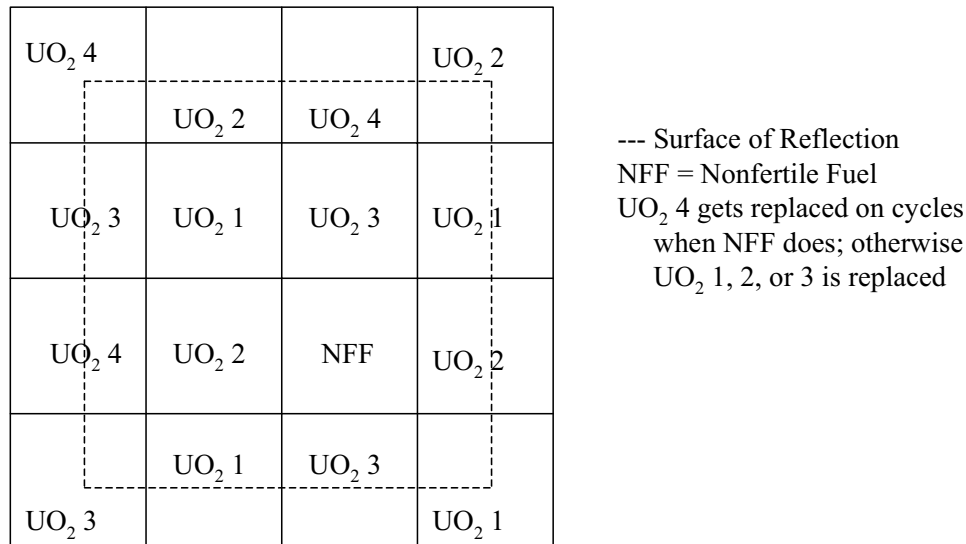 UO₂ 4
UO₂ 2
UO₂ 2
UO₂ 4
UO₂ 3
UO₂ 1
UO₂ 3
UO₂ 1
UO₂ 4
UO₂ 2
NFF
UO₂ 2
UO₂ 1
UO₂ 3
UO₂ 3
UO₂ 1
--- Surface of Reflection
NFF = Nonfertile Fuel
UO₂ 4 gets replaced on cycles
when NFF does; otherwise
UO₂ 1, 2, or 3 is replaced